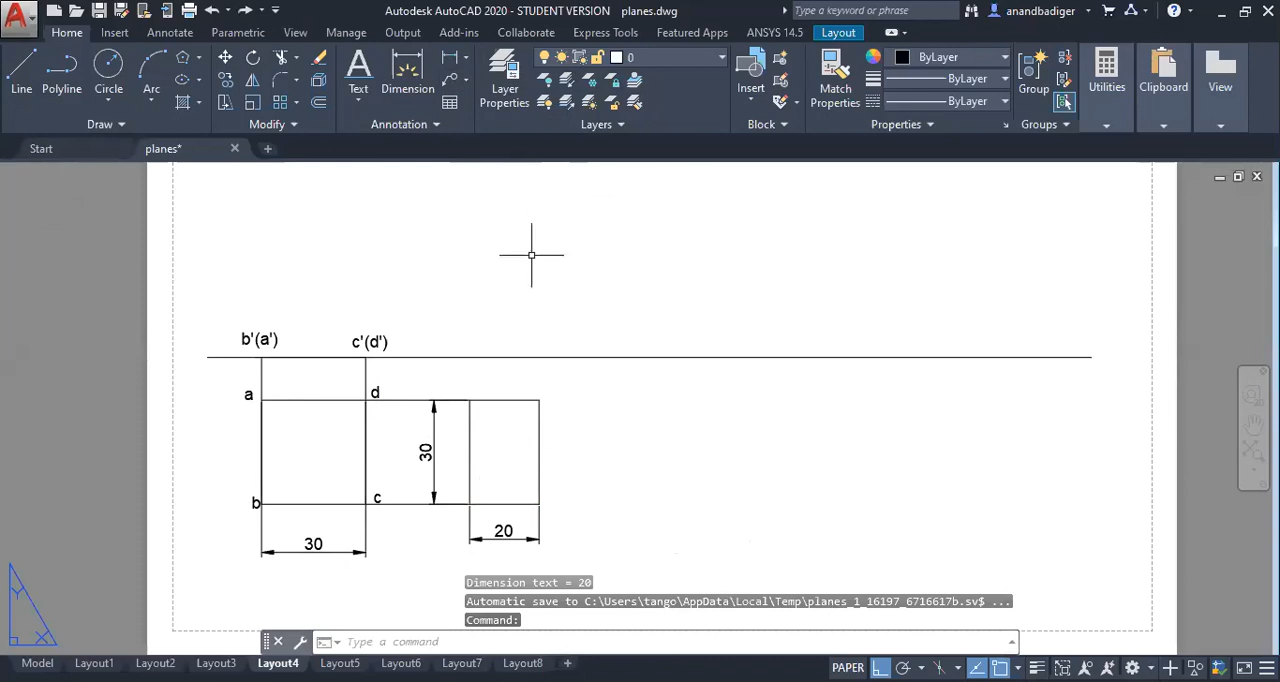 Autodesk AutoCAD 2020 - STUDENT VERSION planes.dwg
Type a keyword or phrase
anandbadiger
Home Insert Annotate Parametric View Manage Output Add-ins Collaborate Express Tools Featured Apps ANSYS 14.5 Layout
Line Polyline Circle Arc
Text Dimension
Layer Properties
0
Insert
Match Properties
ByLayer
ByLayer
ByLayer
Group
Utilities
Clipboard
View
Draw Modify Annotation Layers Block Properties Groups
Start planes*
b'(a') c'(d')
a d
30
b c
20
30
Dimension text = 20
Automatic save to C:\Users\tango\AppData\Local\Temp\planes_1_16197_6716617b.sv$ ...
Command:
Type a command
Y
X
Model Layout1 Layout2 Layout3 Layout4 Layout5 Layout6 Layout7 Layout8
PAPER